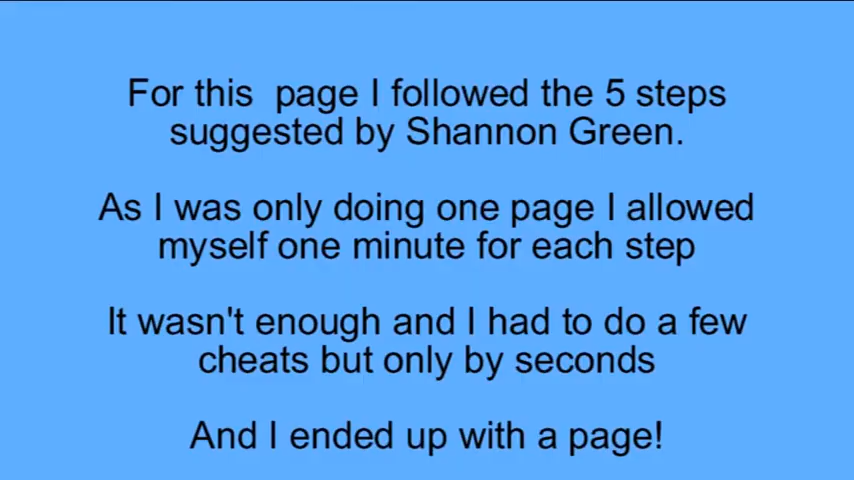 For this  page I followed the 5 steps
suggested by Shannon Green.
As I was only doing one page I allowed
myself one minute for each step
It wasn't enough and I had to do a few
cheats but only by seconds
And I ended up with a page!